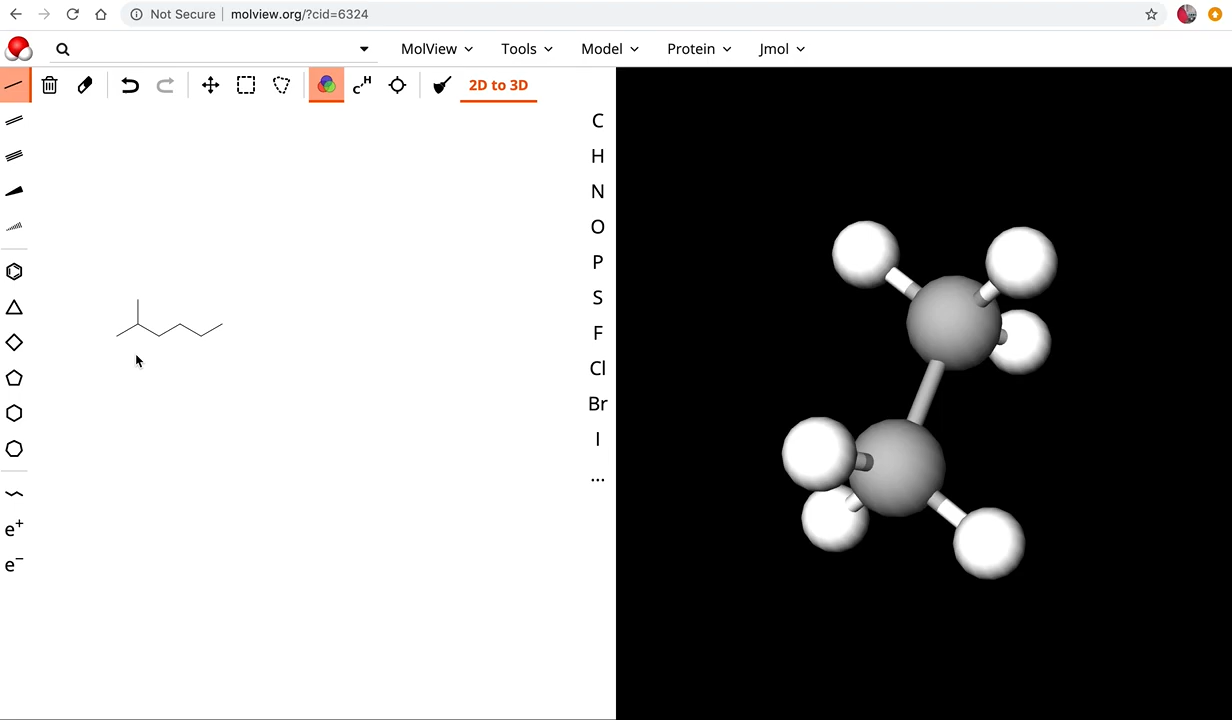 Not Secure | molview.org/?cid=6324
MolView Tools Model Protein Jmol
C H 2D to 3D
C
H
N
O
P
S
F
Cl
Br
I
...
e+
e−